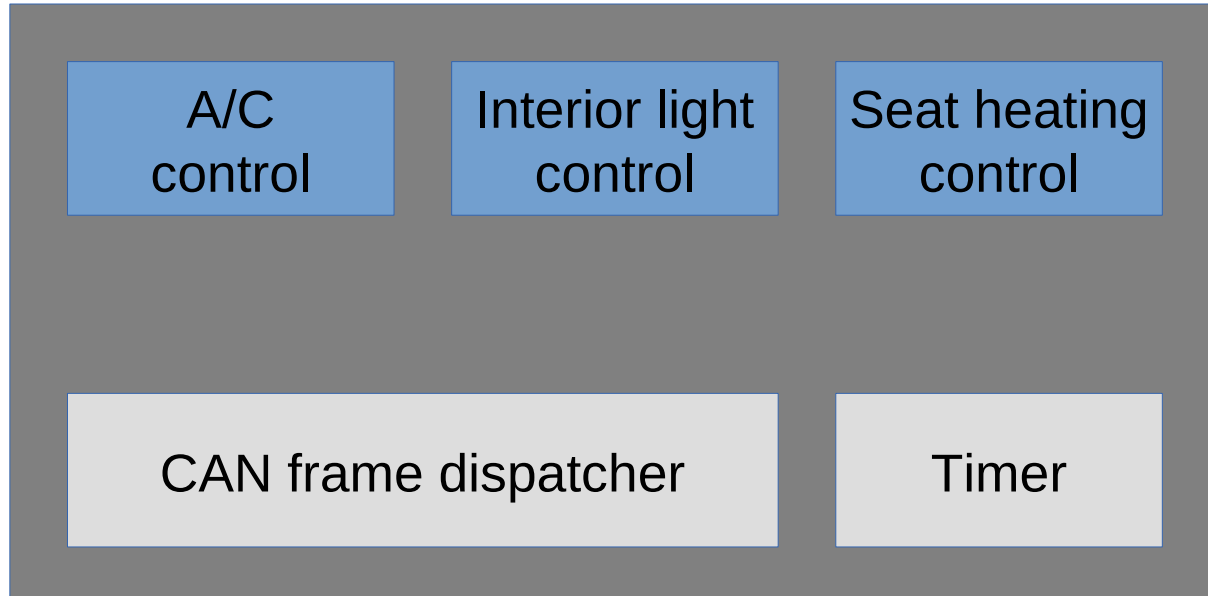 A/C
control
Interior light
control
Seat heating
control
CAN frame dispatcher
Timer